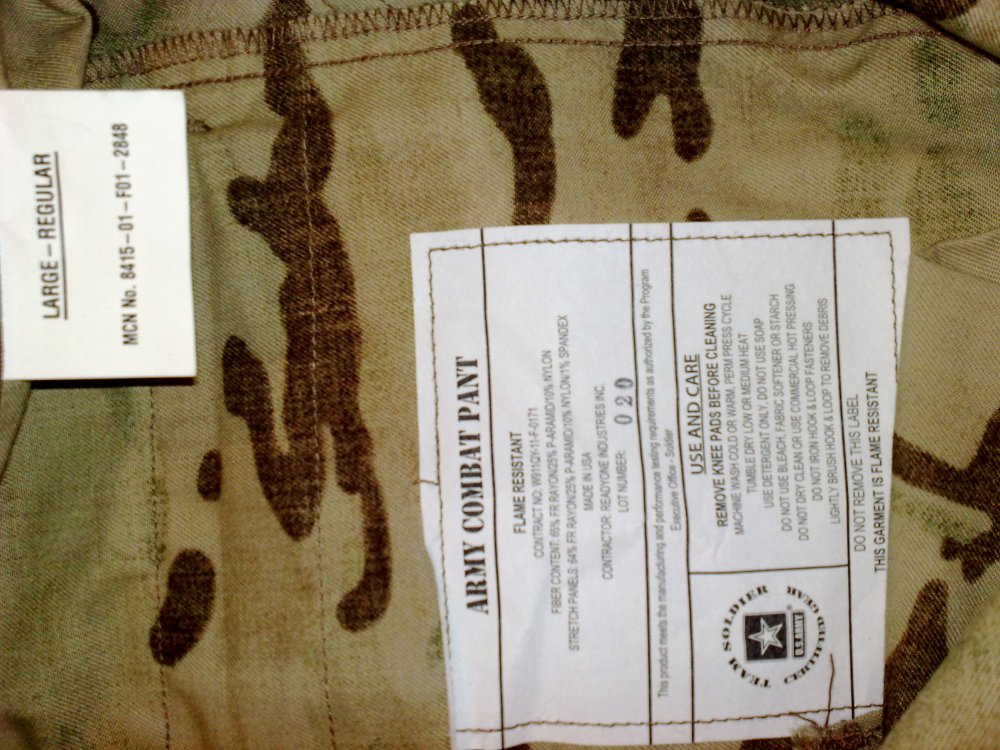 LARGE–REGULAR
MCN No. 8415–01–F01–2848
ARMY COMBAT PANT
FLAME RESISTANT
CONTRACT NO: W911QY-11-F-0171
FIBER CONTENT: 65% FR RAYON/25% P-ARAMID/10% NYLON
STRETCH PANELS: 64% FR RAYON/25% P-ARAMID/10% NYLON/1% SPANDEX
MADE IN USA
CONTRACTOR: READYONE INDUSTRIES INC.
LOT NUMBER: 020
This product meets the manufacturing and performance testing requirements as authorized by the Program
Executive Office - Soldier
USE AND CARE
REMOVE KNEE PADS BEFORE CLEANING
MACHINE WASH COLD OR WARM, PERM PRESS CYCLE
TUMBLE DRY LOW OR MEDIUM HEAT
USE DETERGENT ONLY, DO NOT USE SOAP
DO NOT USE BLEACH, FABRIC SOFTENER OR STARCH
DO NOT DRY CLEAN OR USE COMMERCIAL HOT PRESSING
DO NOT IRON HOOK & LOOP FASTENERS
LIGHTLY BRUSH HOOK & LOOP TO REMOVE DEBRIS
TEAM SOLDIER
CERTIFIED GEAR
U.S. ARMY
DO NOT REMOVE THIS LABEL
THIS GARMENT IS FLAME RESISTANT